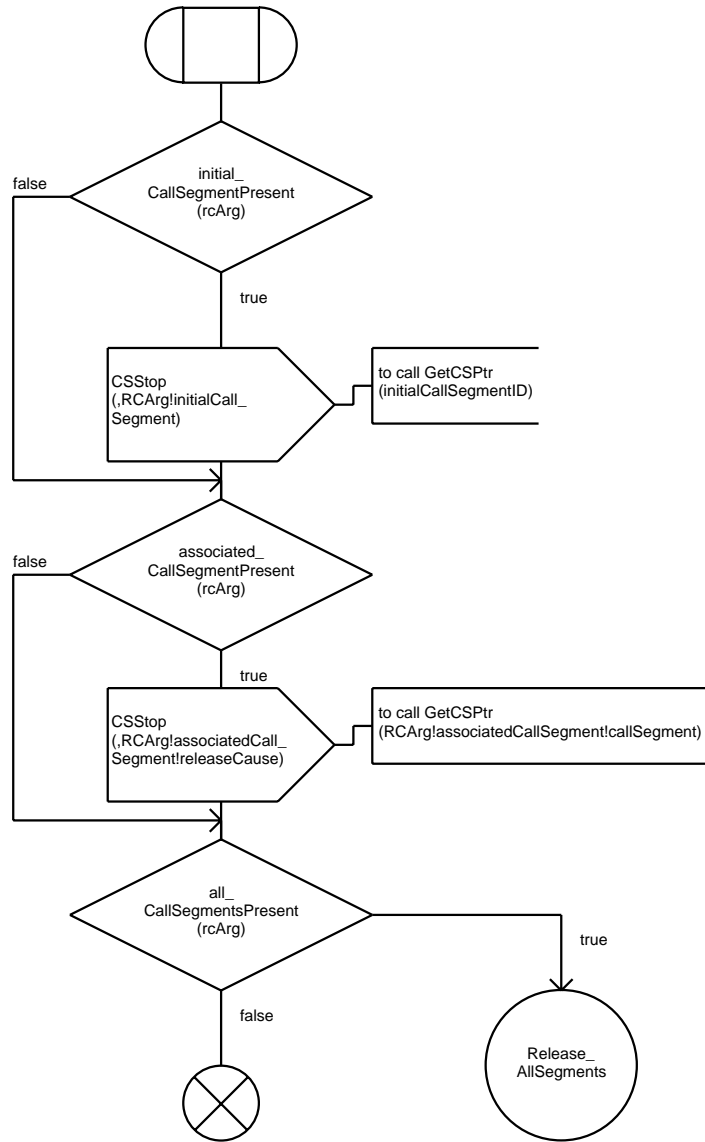 initial_
CallSegmentPresent
(rcArg)
false
true
CSStop
(,RCArg!initialCall_
Segment)
to call GetCSPtr
(initialCallSegmentID)
associated_
CallSegmentPresent
(rcArg)
false
true
CSStop
(,RCArg!associatedCall_
Segment!releaseCause)
to call GetCSPtr
(RCArg!associatedCallSegment!callSegment)
all_
CallSegmentsPresent
(rcArg)
true
false
Release_
AllSegments